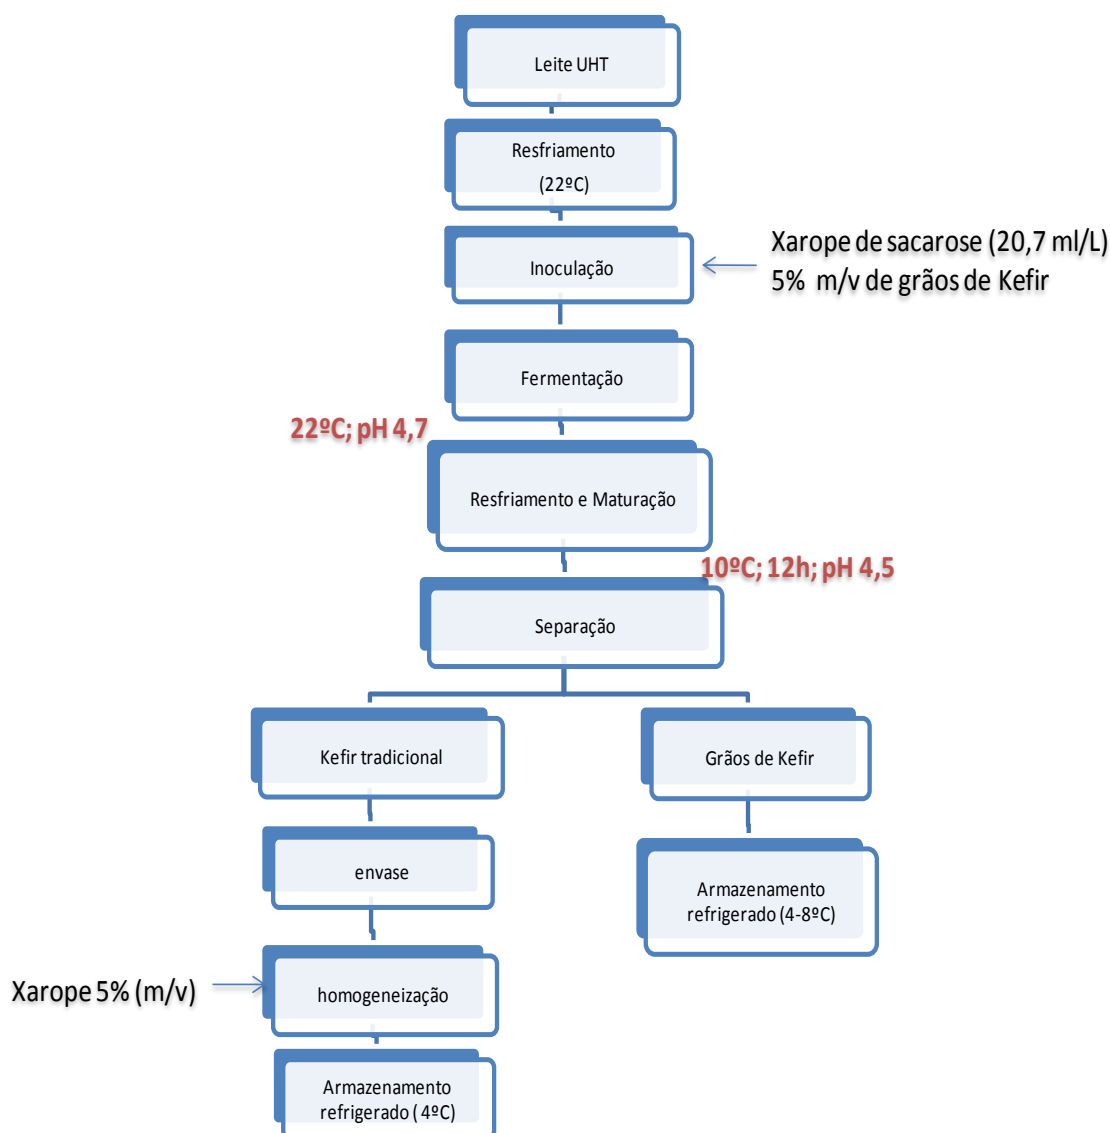 Leite UHT
Resfriamento
(22ºC)
Inoculação
Xarope de sacarose (20,7 ml/L)
5% m/v de grãos de Kefir
Fermentação
22ºC; pH 4,7
Resfriamento e Maturação
10ºC; 12h; pH 4,5
Separação
Kefir tradicional
Grãos de Kefir
envase
Armazenamento
refrigerado (4-8ºC)
Xarope 5% (m/v)
homogeneização
Armazenamento
refrigerado ( 4ºC)